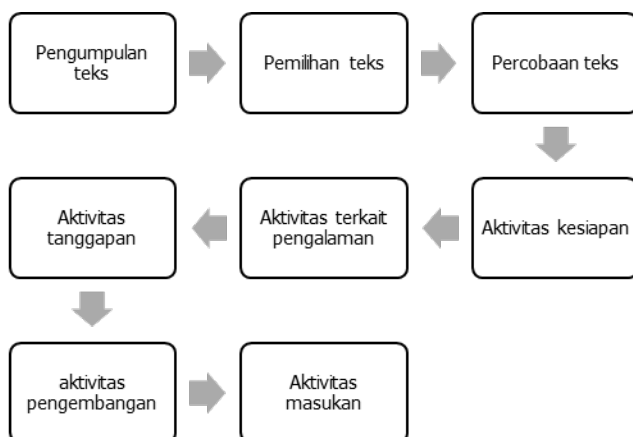 Pengumpulan
teks
Pemilihan teks
Percobaan teks
Aktivitas kesiapan
Aktivitas terkait
pengalaman
Aktivitas
tanggapan
aktivitas
pengembangan
Aktivitas
masukan